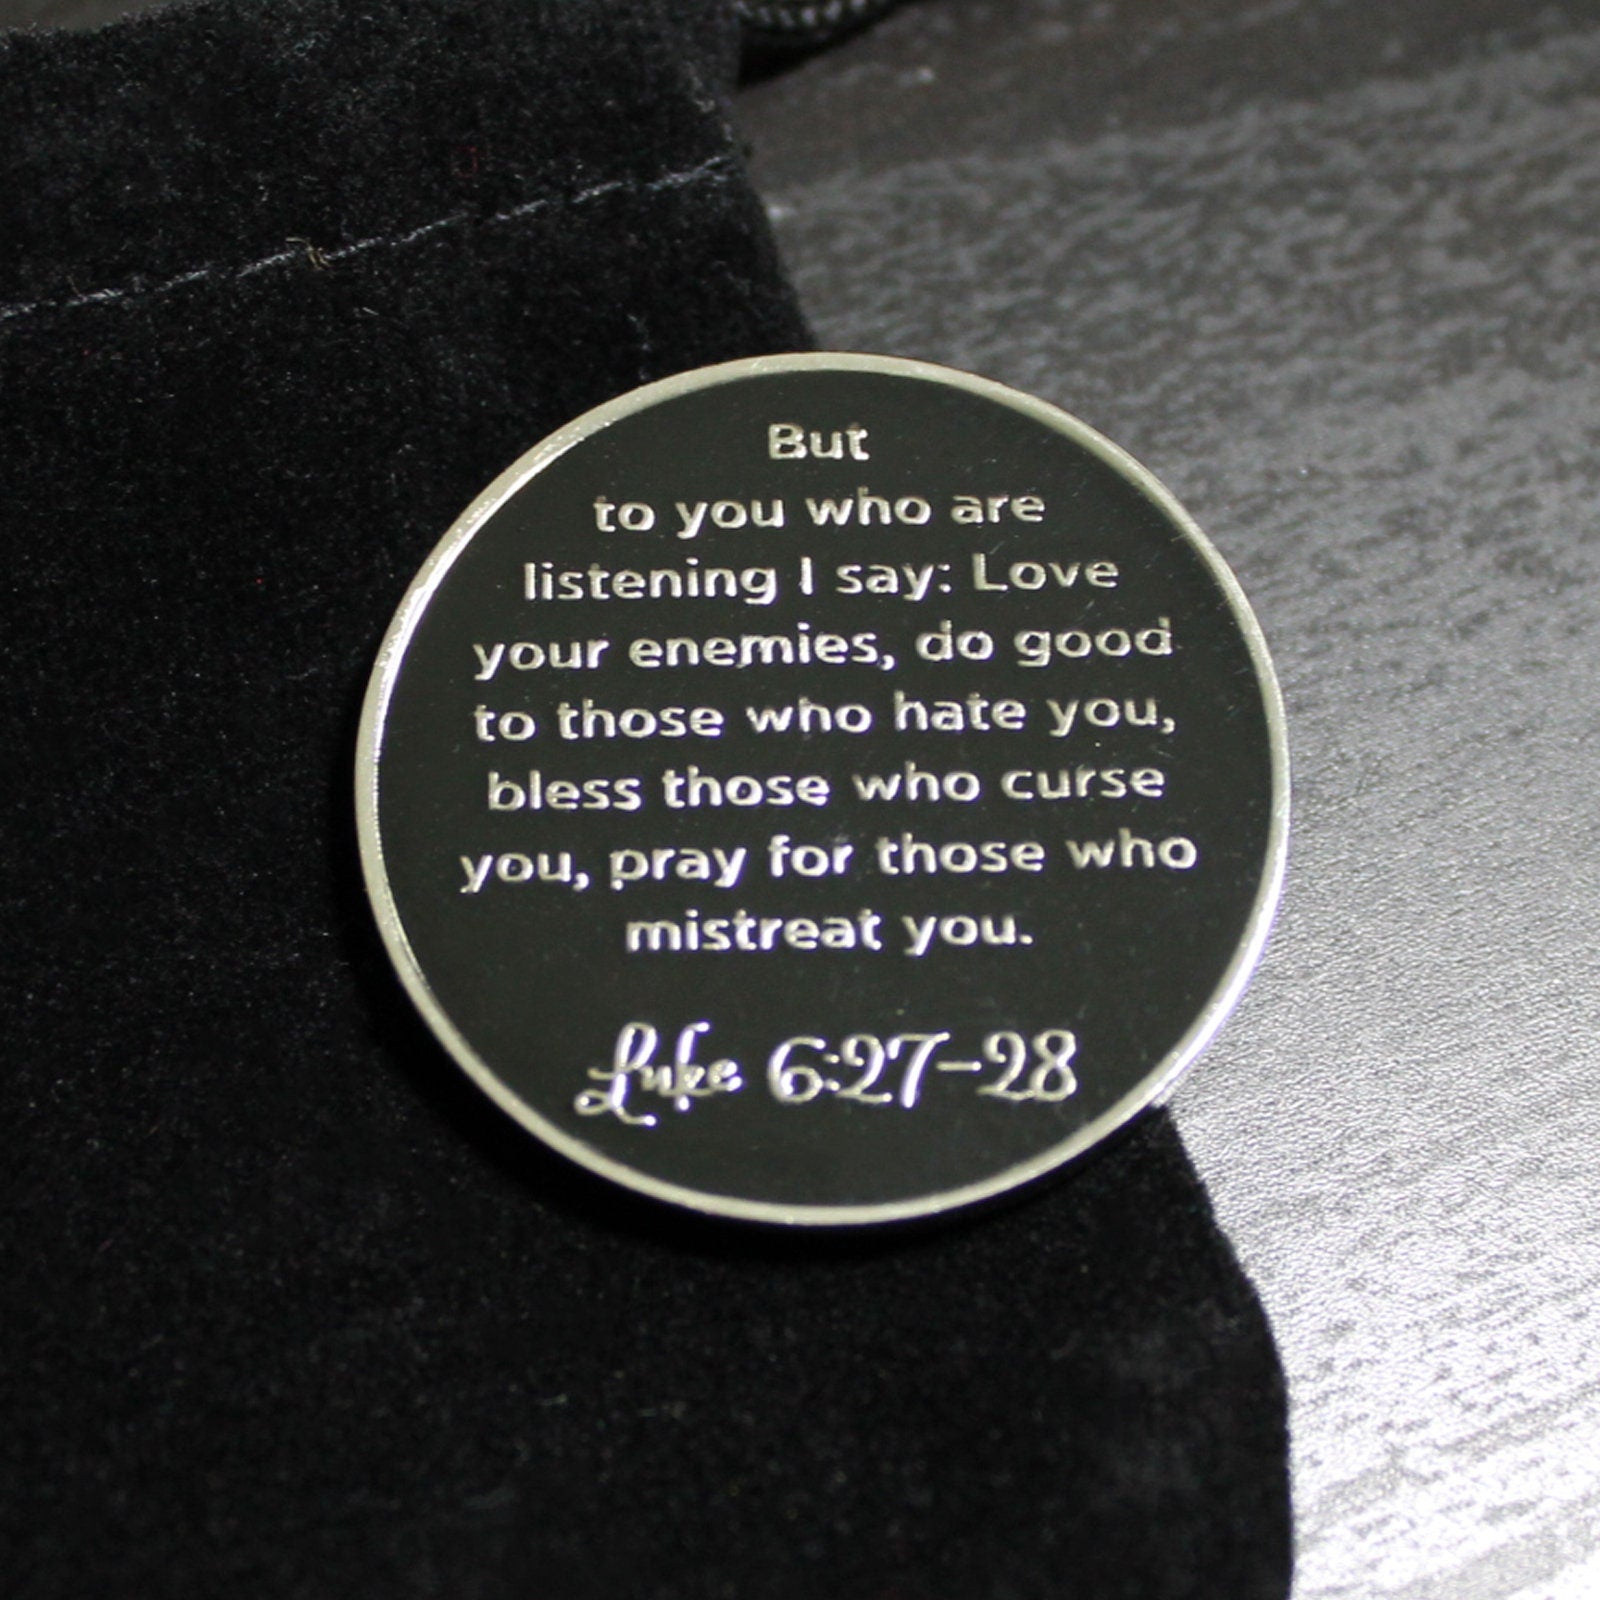 But
to you who are
listening I say: Love
your enemies, do good
to those who hate you,
bless those who curse
you, pray for those who
mistreat you.
Luke 6:27-28